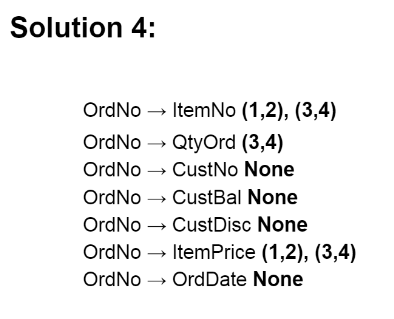 Solution 4:
OrdNo → ItemNo (1,2), (3,4)
OrdNo → QtyOrd (3,4)
OrdNo → CustNo None
OrdNo → CustBal None
OrdNo → CustDisc None
OrdNo → ItemPrice (1,2), (3,4)
OrdNo → OrdDate None